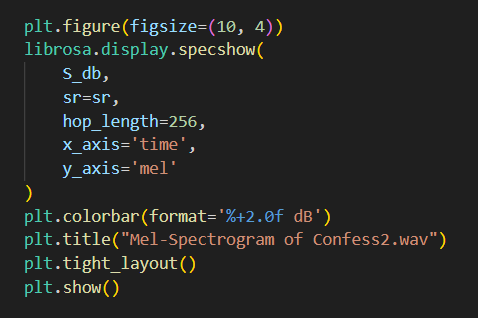 plt.figure(figsize=(10, 4))
librosa.display.specshow(
    S_db,
    sr=sr,
    hop_length=256,
    x_axis='time',
    y_axis='mel'
)
plt.colorbar(format='%+2.0f dB')
plt.title("Mel-Spectrogram of Confess2.wav")
plt.tight_layout()
plt.show()